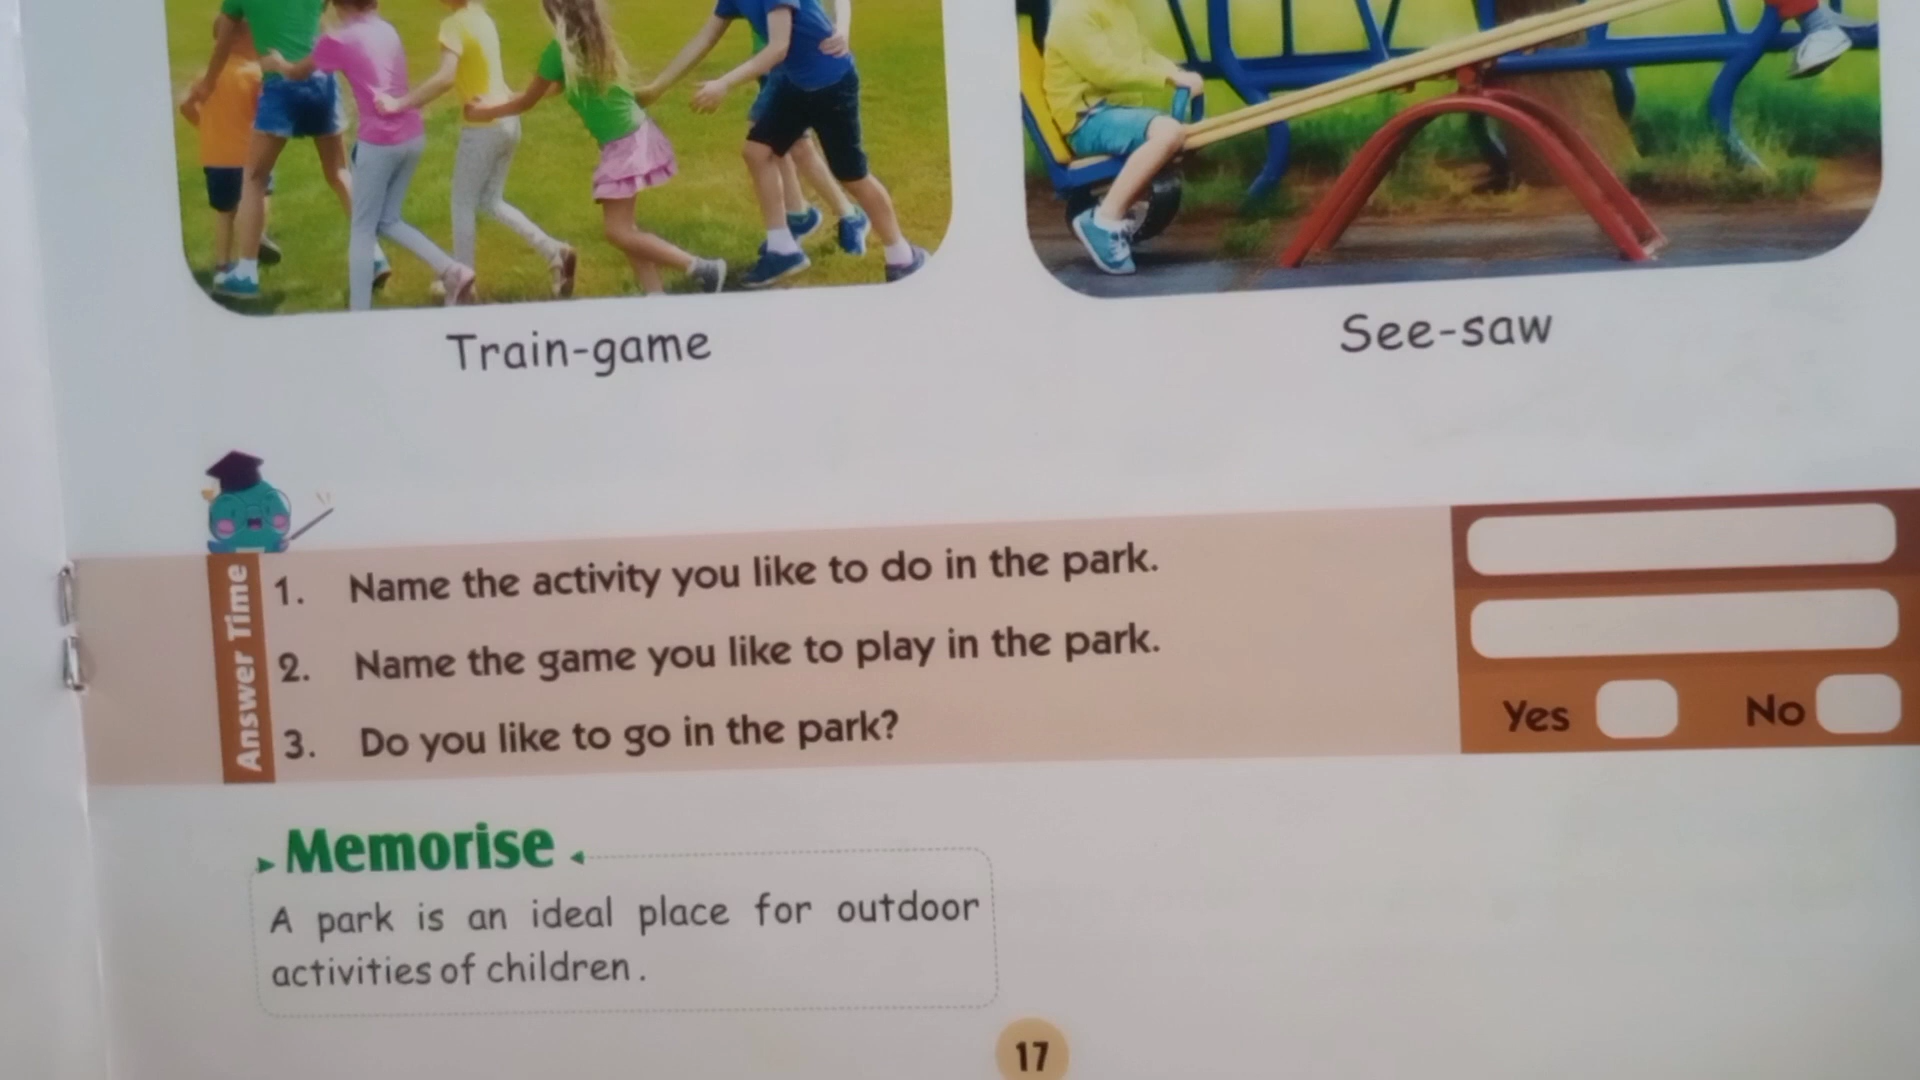 Train-game
See-saw
Answer Time
1. Name the activity you like to do in the park.
2. Name the game you like to play in the park.
3. Do you like to go in the park?
Yes No
Memorise
A park is an ideal place for outdoor
activities of children.
17